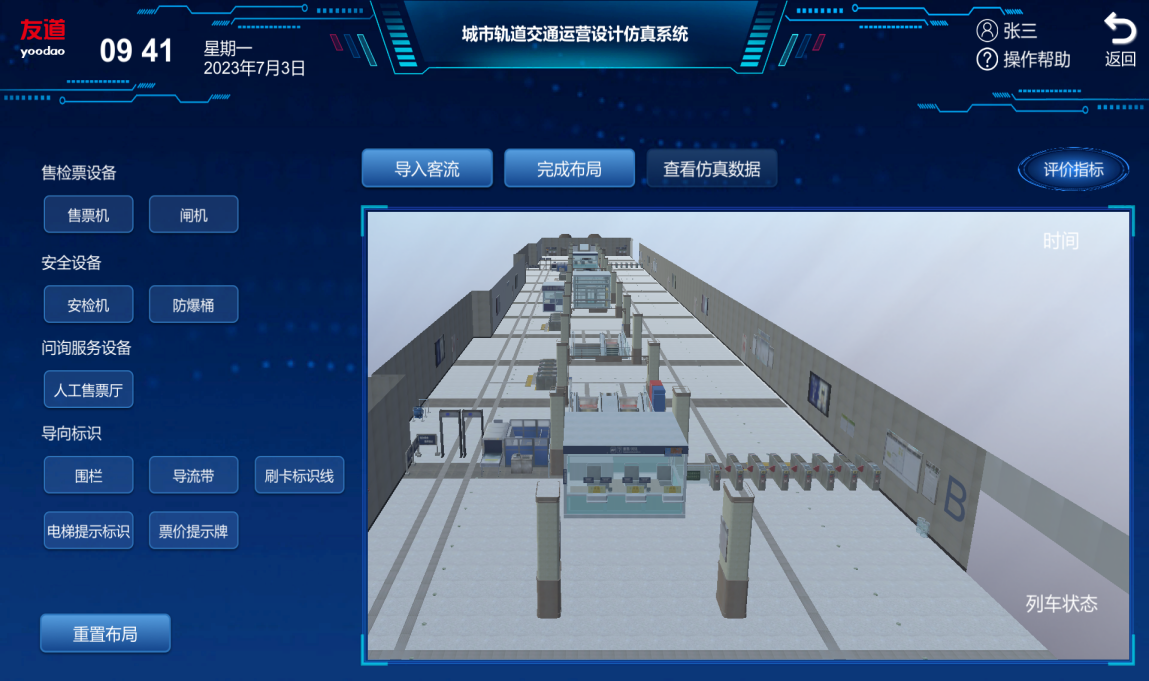 友道
yoodao
09 41
星期一
2023年7月3日
城市轨道交通运营设计仿真系统
张三
操作帮助
返回
售检票设备
售票机
闸机
安全设备
安检机
防爆桶
问询服务设备
人工售票厅
导向标识
围栏
导流带
刷卡标识线
电梯提示标识
票价提示牌
重置布局
导入客流
完成布局
查看仿真数据
评价指标
时间
B
列车状态